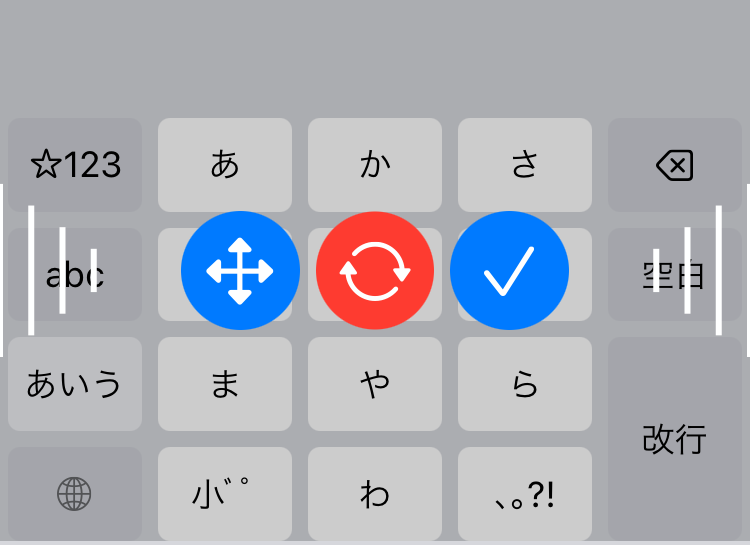 ☆123 あ か さ
abc 空白
あいう ま や ら
改行
小゛゜ わ 、。?!